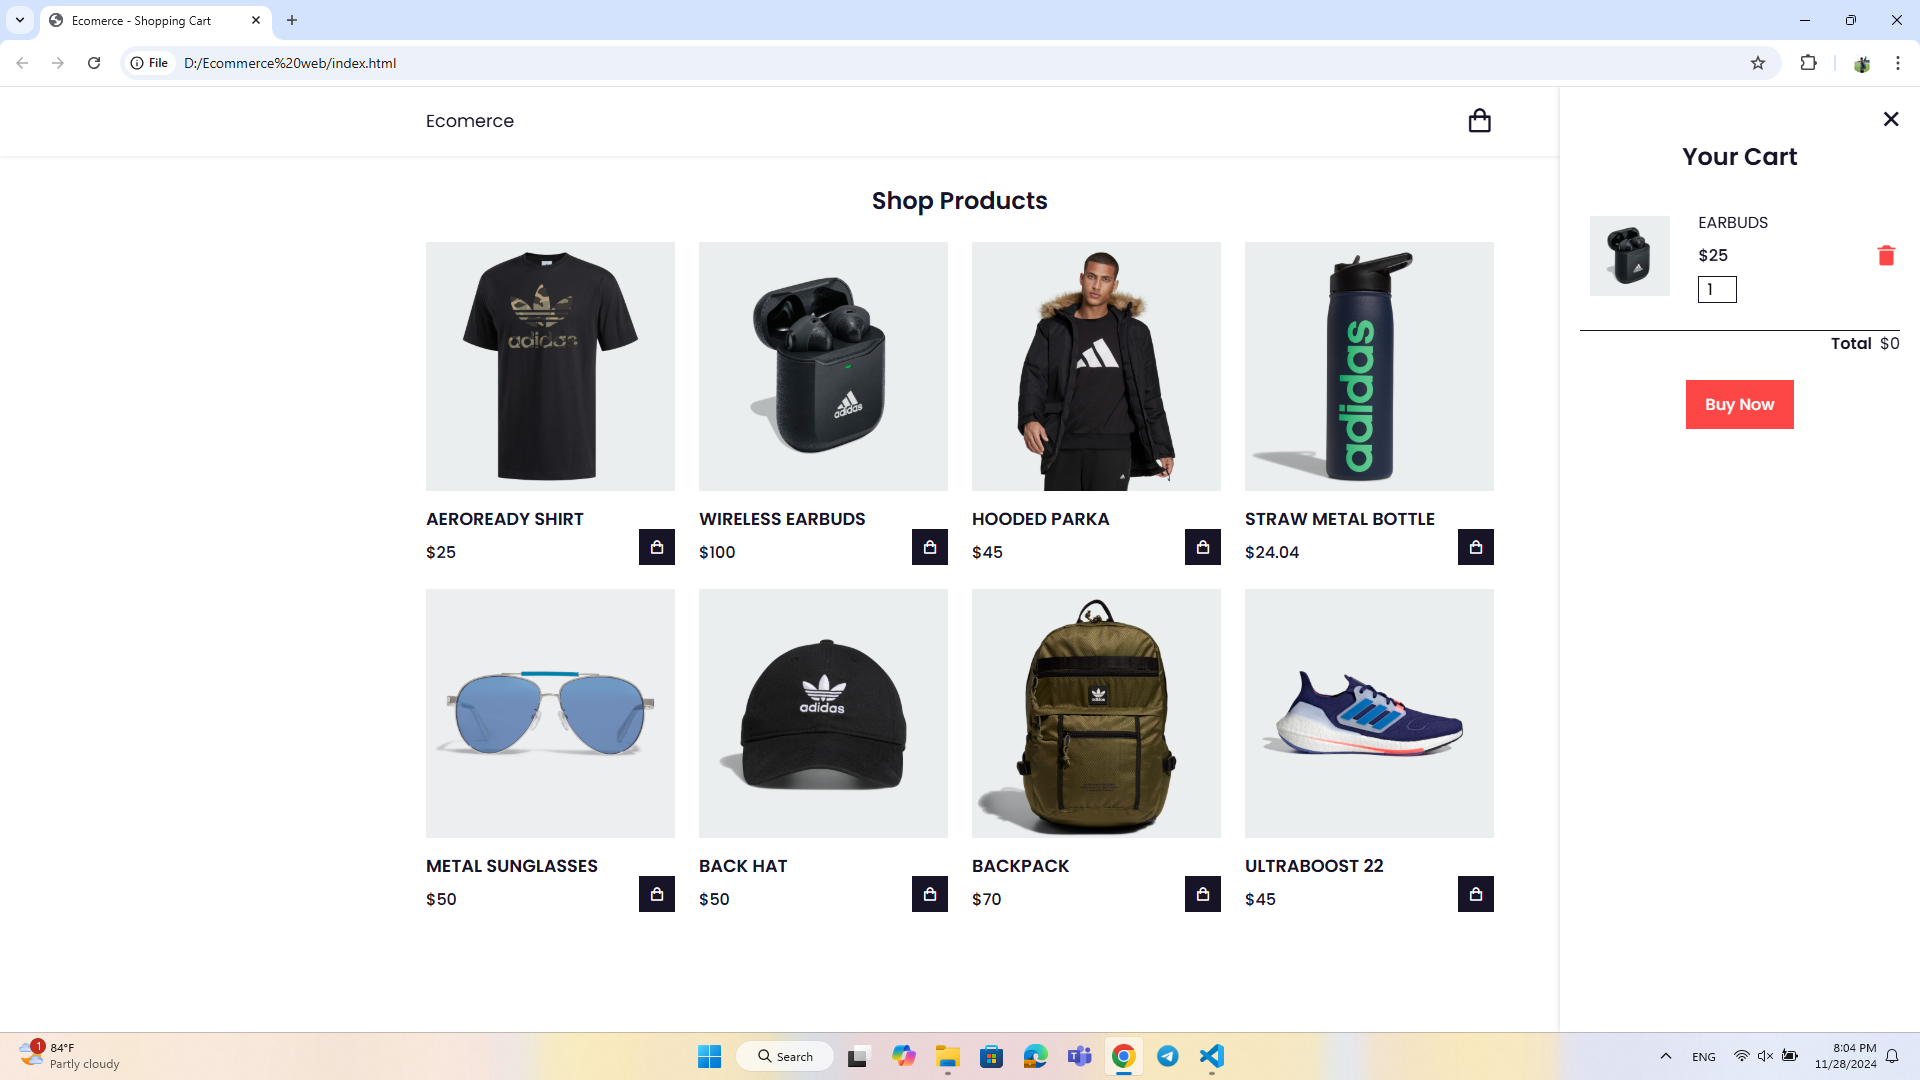 Ecomerce - Shopping Cart
File
D:/Ecommerce%20web/index.html
Ecomerce
Shop Products
adidas
adidas
adidas
AEROREADY SHIRT
$25
WIRELESS EARBUDS
$100
HOODED PARKA
$45
STRAW METAL BOTTLE
$24.04
adidas
METAL SUNGLASSES
$50
BACK HAT
$50
BACKPACK
$70
ULTRABOOST 22
$45
Your Cart
EARBUDS
$25
1
Total $0
Buy Now
1
84°F
Partly cloudy
Search
ENG
8:04 PM
11/28/2024